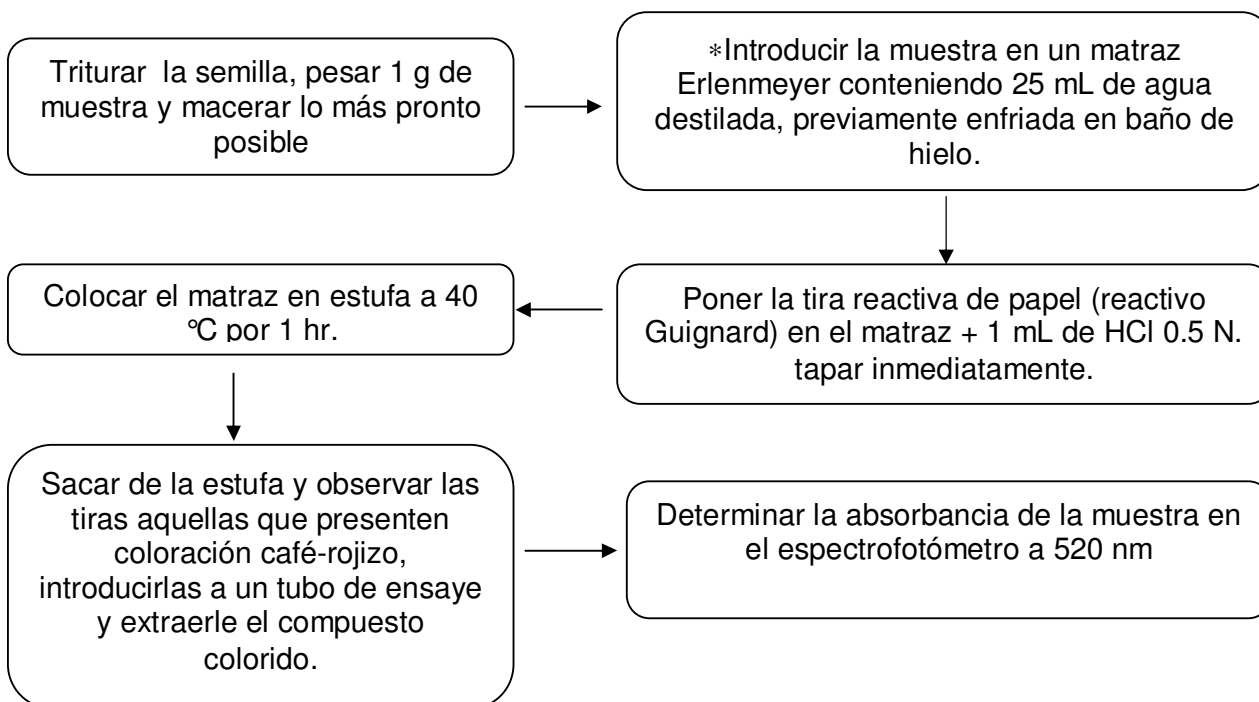 Triturar la semilla, pesar 1 g de
muestra y macerar lo más pronto
posible
*Introducir la muestra en un matraz
Erlenmeyer conteniendo 25 mL de agua
destilada, previamente enfriada en baño de
hielo.
Poner la tira reactiva de papel (reactivo
Guignard) en el matraz + 1 mL de HCl 0.5 N.
tapar inmediatamente.
Colocar el matraz en estufa a 40
°C por 1 hr.
Sacar de la estufa y observar las
tiras aquellas que presenten
coloración café-rojizo,
introducirlas a un tubo de ensaye
y extraerle el compuesto
colorido.
Determinar la absorbancia de la muestra en
el espectrofotómetro a 520 nm